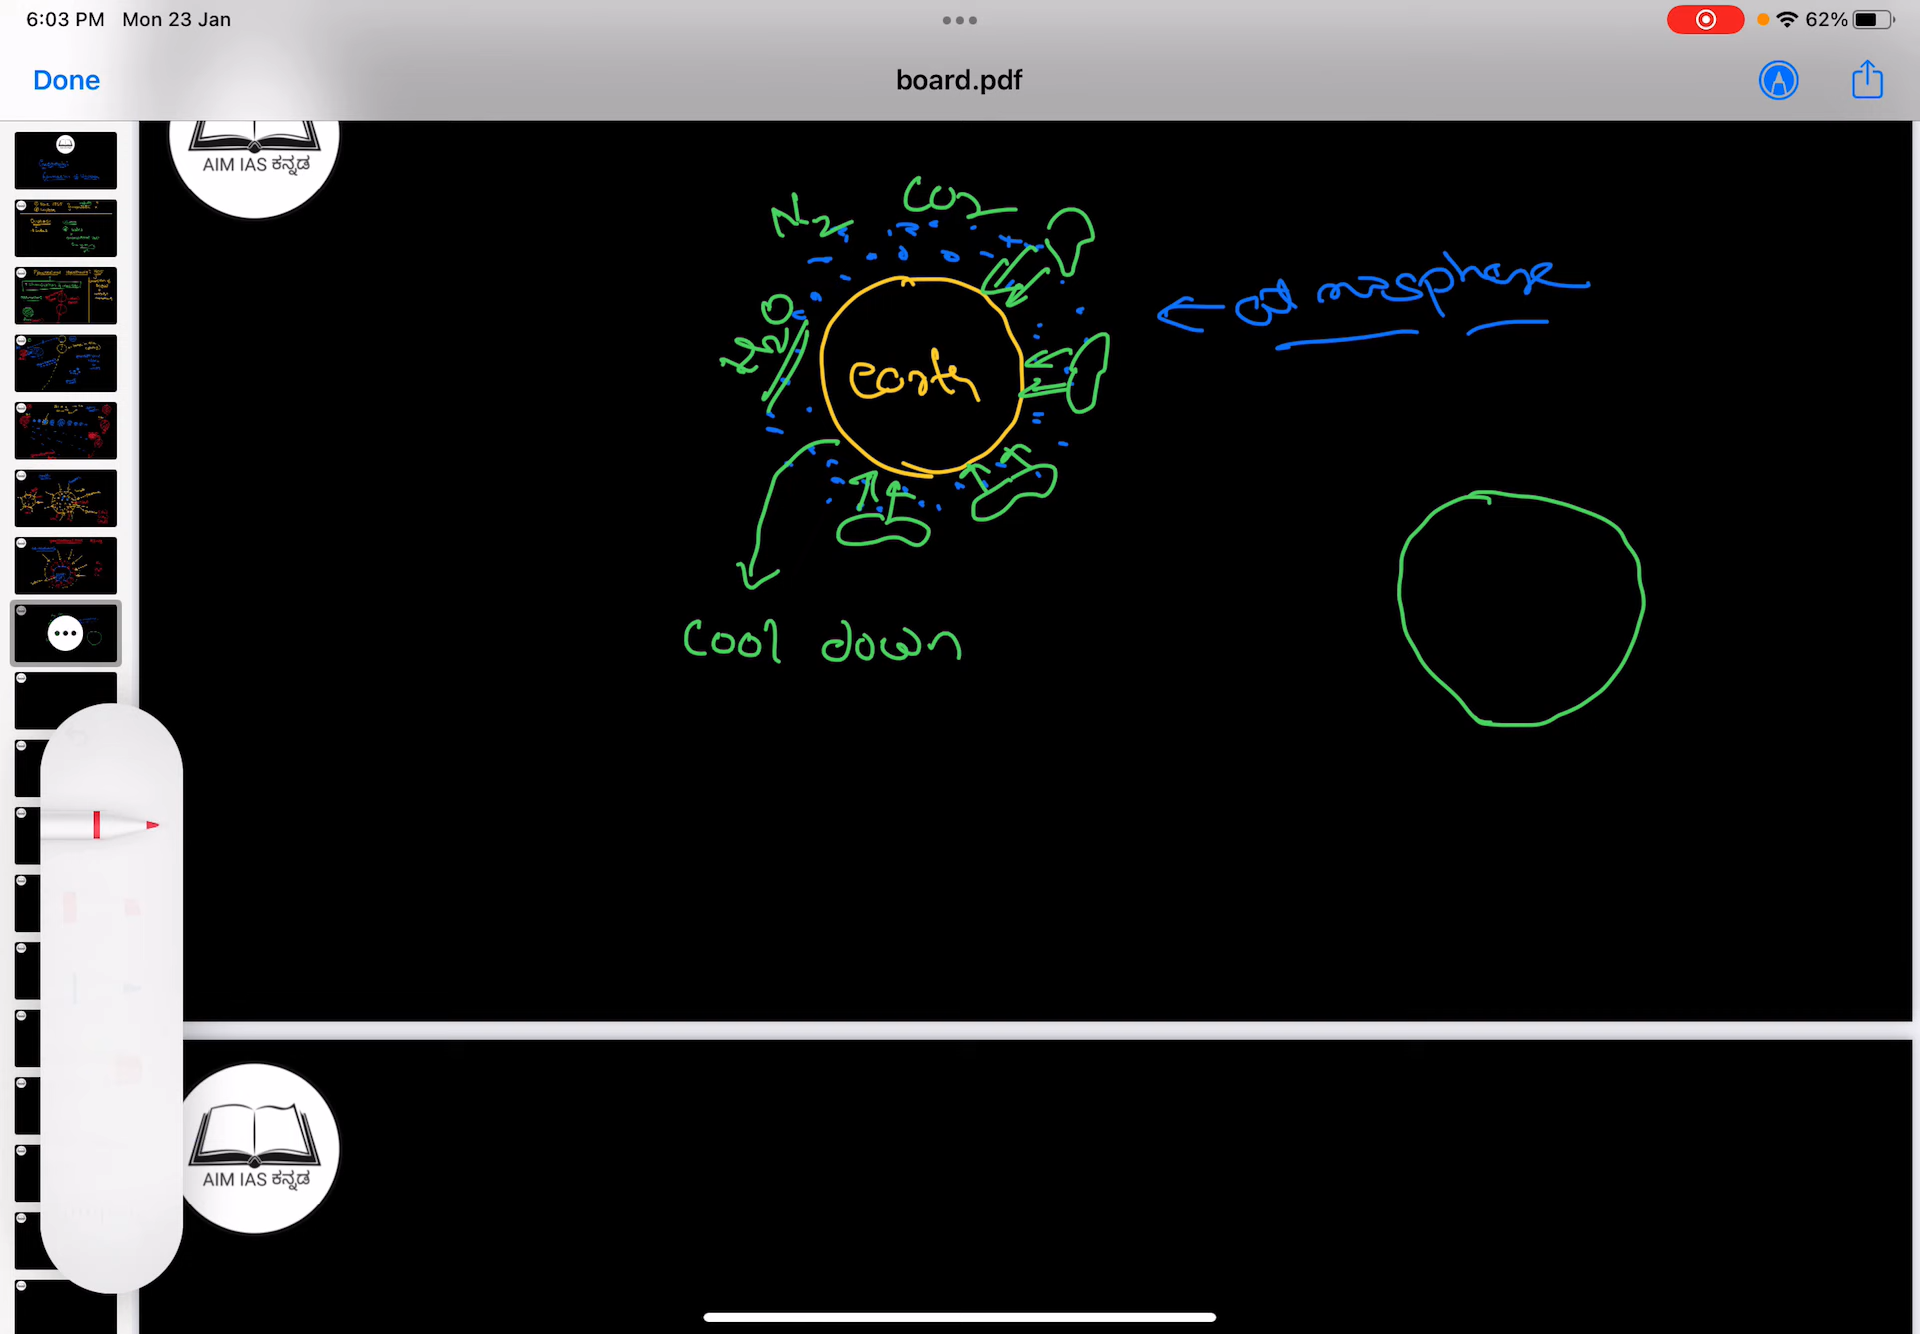 6:03 PM Mon 23 Jan
62%
Done
board.pdf
AIM IAS ಕನ್ನಡ
N2
CO2
H2O
earth
atmosphere
cool down
AIM IAS ಕನ್ನಡ